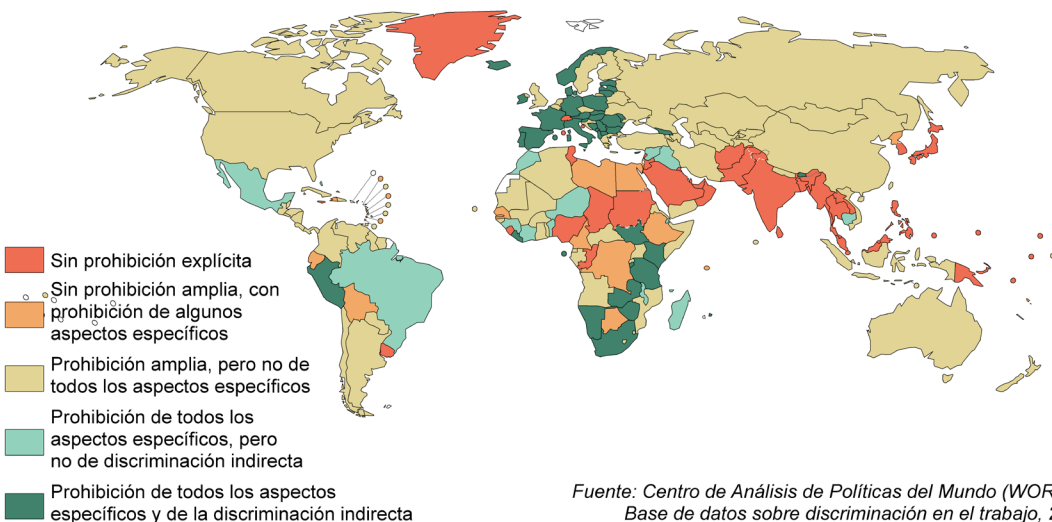 Sin prohibición explícita
Sin prohibición amplia, con
prohibición de algunos
aspectos específicos
Prohibición amplia, pero no de
todos los aspectos específicos
Prohibición de todos los
aspectos específicos, pero
no de discriminación indirecta
Prohibición de todos los aspectos
específicos y de la discriminación indirecta
Fuente: Centro de Análisis de Políticas del Mundo (WOR
Base de datos sobre discriminación en el trabajo,